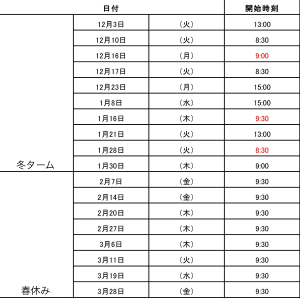 日付 開始時刻
12月3日 （火） 13:00
12月10日 （火） 8:30
12月16日 （月） 9:00
12月17日 （火） 8:30
12月23日 （月） 15:00
1月8日 （水） 15:00
1月16日 （木） 9:30
1月21日 （火） 13:00
1月28日 （火） 8:30
冬ターム 1月30日 （木） 9:00
2月7日 （金） 9:30
2月14日 （金） 9:30
2月20日 （木） 9:30
2月27日 （木） 9:30
3月6日 （木） 9:30
3月11日 （火） 9:30
3月19日 （水） 9:30
春休み 3月28日 （金） 9:30